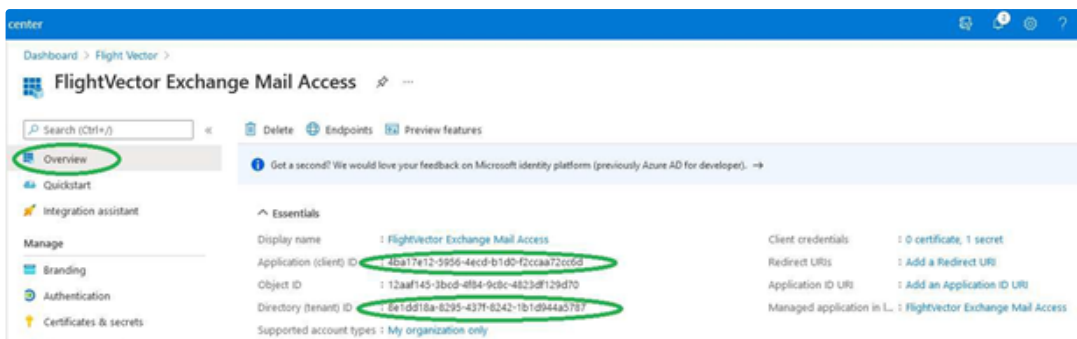 center
Dashboard > Flight Vector >
FlightVector Exchange Mail Access
Search (Ctrl+/)
Delete Endpoints Preview features
Overview
Got a second? We would love your feedback on Microsoft identity platform (previously Azure AD for developer). →
Quickstart
Integration assistant
Essentials
Manage
Display name : FlightVector Exchange Mail Access
Client credentials : 0 certificate, 1 secret
Application (client) ID : 4ba17e12-5956-4ecd-b1d0-f2ccaa72cc6d
Redirect URIs : Add a Redirect URI
Branding
Object ID : 12aaf145-3bcd-4f84-9c8c-4823df129d70
Application ID URI : Add an Application ID URI
Authentication
Directory (tenant) ID : 8e1dd18a-8295-437f-8242-1b1d944a5787
Managed application in l... : FlightVector Exchange Mail Access
Certificates & secrets
Supported account types : My organization only